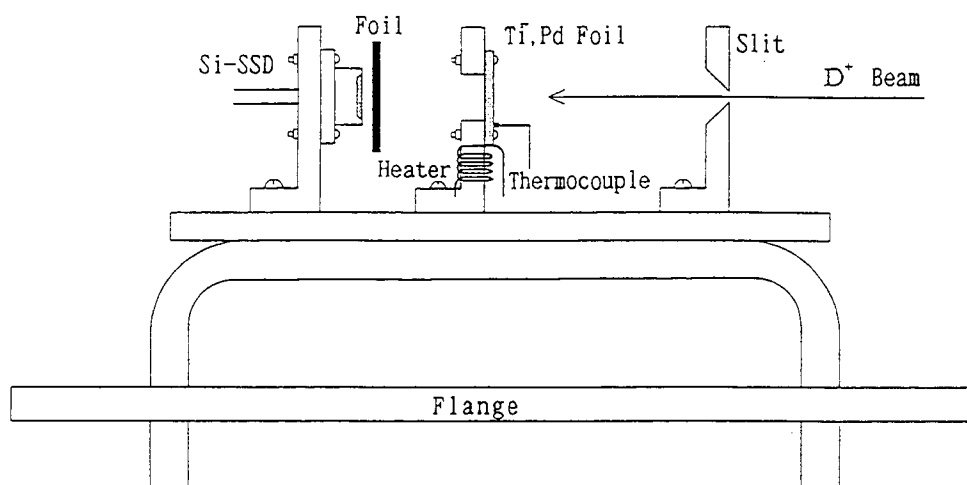 Foil
Ti,Pd Foil
Slit
Si-SSD
D+ Beam
Heater
Thermocouple
Flange